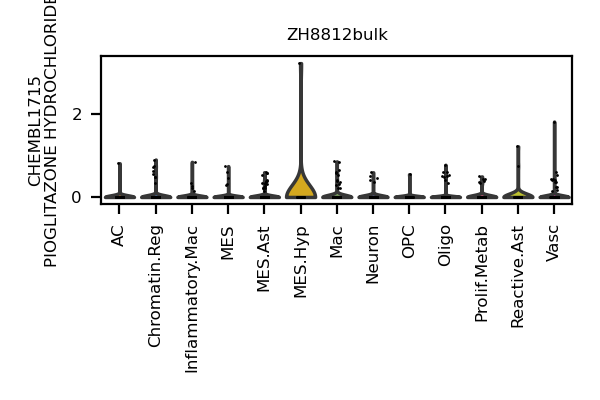 ZH8812bulk
CHEMBL1715
PIOGLITAZONE HYDROCHLORIDE
2
0
AC
Chromatin.Reg
Inflammatory.Mac
MES
MES.Ast
MES.Hyp
Mac
Neuron
OPC
Oligo
Prolif.Metab
Reactive.Ast
Vasc